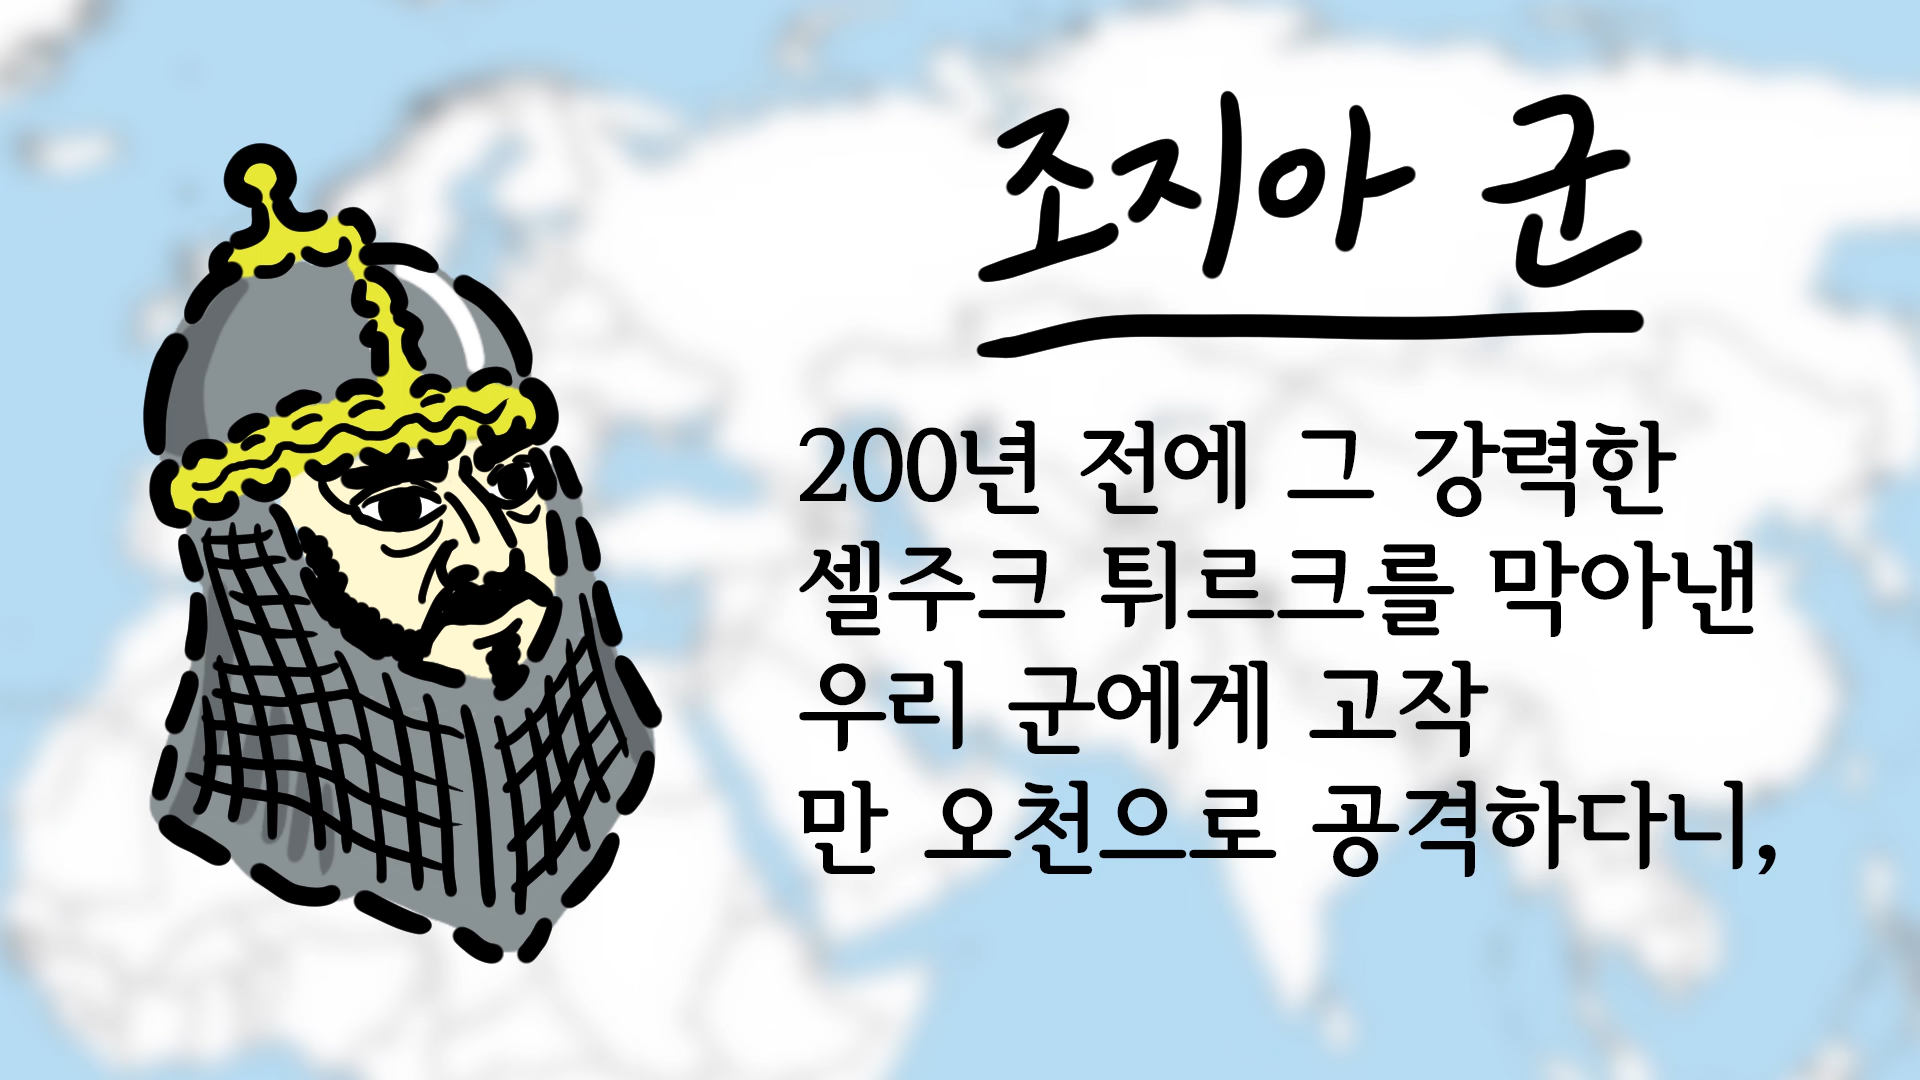 조지아 군
200년 전에 그 강력한
셀주크 튀르크를 막아낸
우리 군에게 고작
만 오천으로 공격하다니,